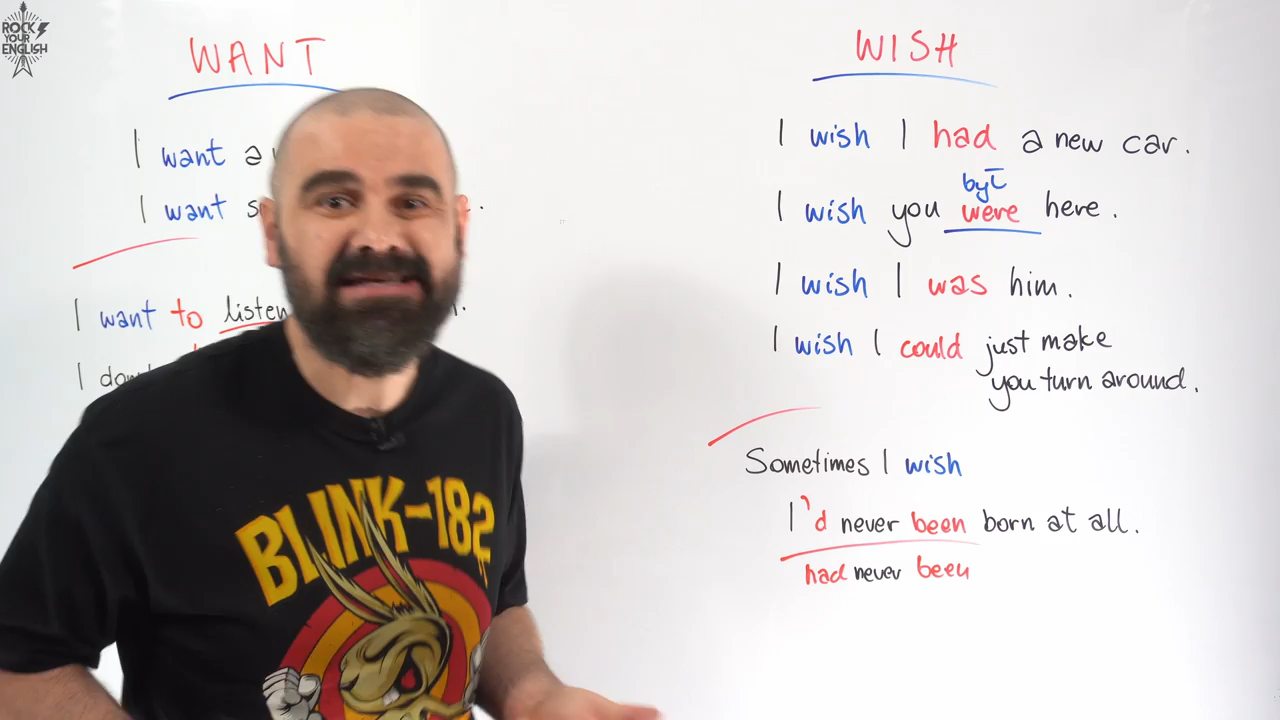 ROCK
YOUR
ENGLISH
WANT
I want a
I want s
I want to listen
I don
WISH
I wish I had a new car.
być
I wish you were here.
I wish I was him.
I wish I could just make
you turn around.
Sometimes I wish
I'd never been born at all.
had never been
BLINK-182